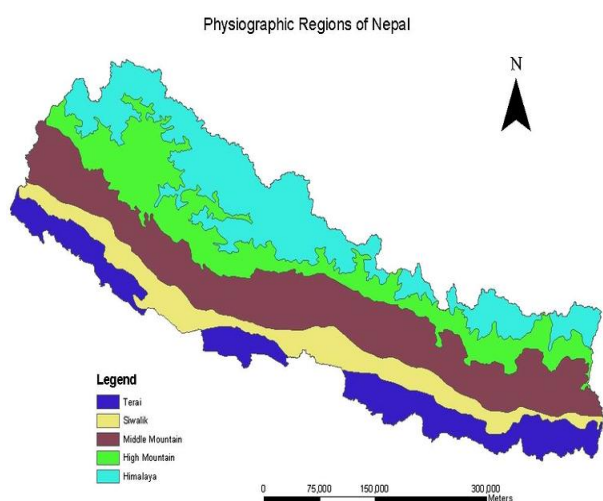 Physiographic Regions of Nepal
N
Legend
Terai
Siwalik
Middle Mountain
High Mountain
Himalaya
0 75,000 150,000 300,000
Meters